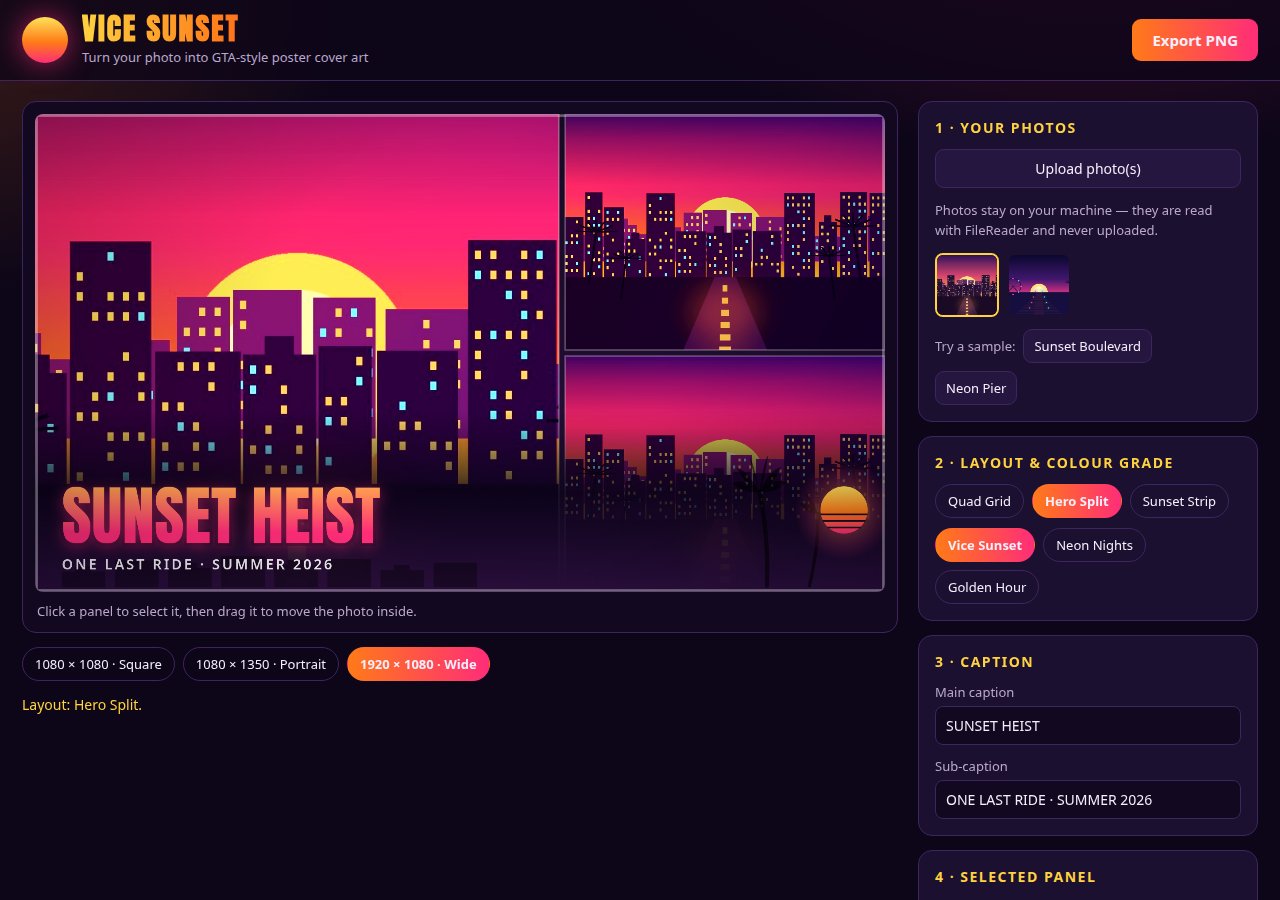 VICE SUNSET
Turn your photo into GTA-style poster cover art
Export PNG
SUNSET HEIST
ONE LAST RIDE · SUMMER 2026
Click a panel to select it, then drag it to move the photo inside.
1080 × 1080 · Square
1080 × 1350 · Portrait
1920 × 1080 · Wide
Layout: Hero Split.
1 · YOUR PHOTOS
Upload photo(s)
Photos stay on your machine — they are read
with FileReader and never uploaded.
Try a sample:
Sunset Boulevard
Neon Pier
2 · LAYOUT & COLOUR GRADE
Quad Grid
Hero Split
Sunset Strip
Vice Sunset
Neon Nights
Golden Hour
3 · CAPTION
Main caption
SUNSET HEIST
Sub-caption
ONE LAST RIDE · SUMMER 2026
4 · SELECTED PANEL